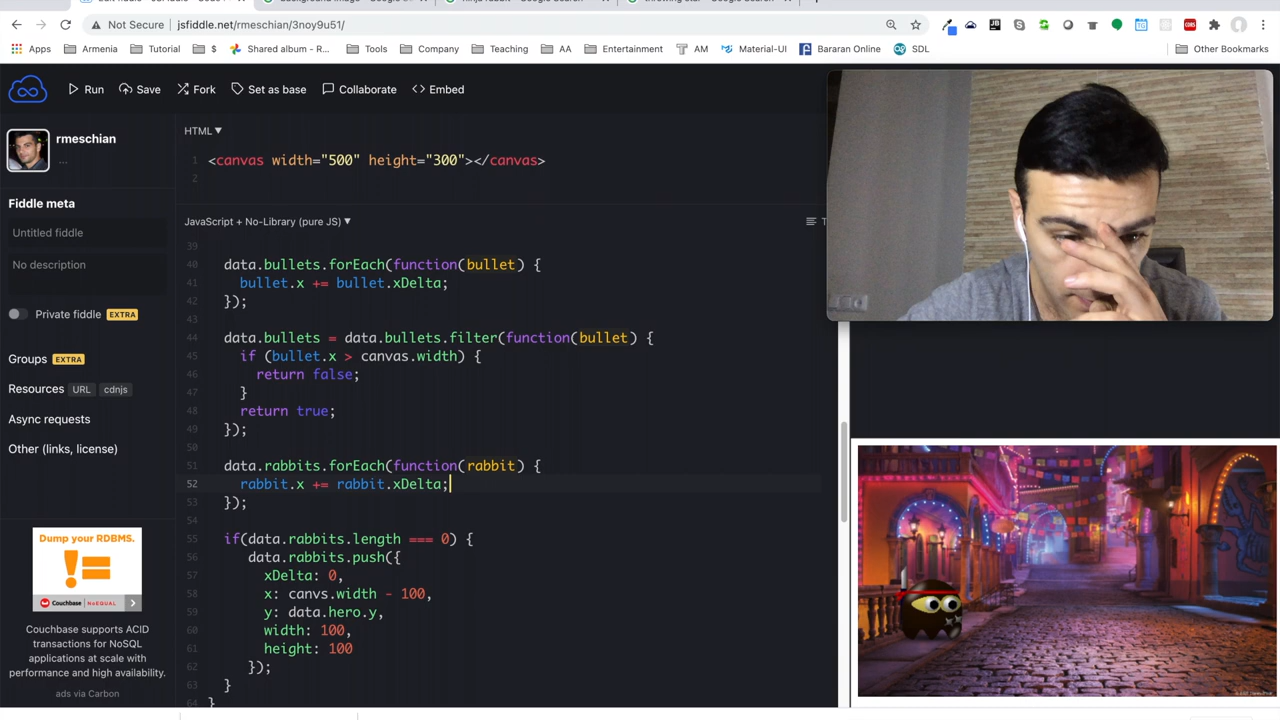 Not Secure | jsfiddle.net/rmeschian/3noy9u51/
Apps Armenia Tutorial $ Shared album - R... Tools Company Teaching AA Entertainment AM Material-UI Bararan Online SDL Other Bookmarks
Run Save Fork Set as base Collaborate Embed
rmeschian
...
Fiddle meta
Untitled fiddle
No description
Private fiddle EXTRA
Groups EXTRA
Resources URL cdnjs
Async requests
Other (links, license)
Dump your RDBMS.
!=
Couchbase NoEQUAL
Couchbase supports ACID
transactions for NoSQL
applications at scale with
performance and high availability.
ads via Carbon
HTML ▼
1 <canvas width="500" height="300"></canvas>
2
JavaScript + No-Library (pure JS) ▼
39
40 data.bullets.forEach(function(bullet) {
41 bullet.x += bullet.xDelta;
42 });
43
44 data.bullets = data.bullets.filter(function(bullet) {
45 if (bullet.x > canvas.width) {
46 return false;
47 }
48 return true;
49 });
50
51 data.rabbits.forEach(function(rabbit) {
52 rabbit.x += rabbit.xDelta;
53 });
54
55 if(data.rabbits.length === 0) {
56 data.rabbits.push({
57 xDelta: 0,
58 x: canvs.width - 100,
59 y: data.hero.y,
60 width: 100,
61 height: 100
62 });
63 }
64 }